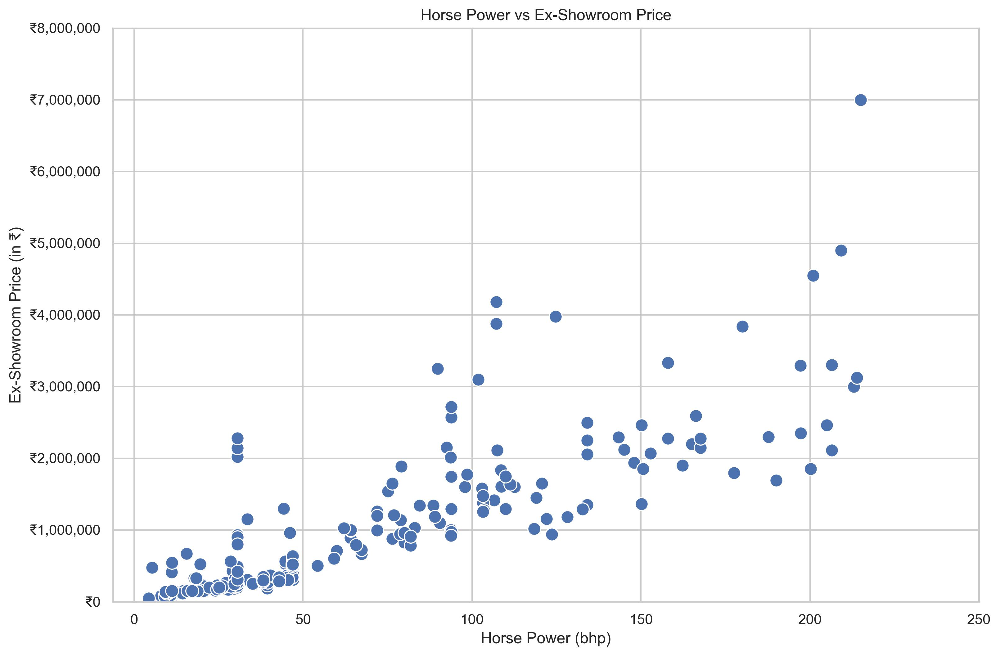 Horse Power vs Ex-Showroom Price
₹8,000,000
₹7,000,000
₹6,000,000
₹5,000,000
₹4,000,000
₹3,000,000
₹2,000,000
₹1,000,000
₹0
Ex-Showroom Price (in ₹)
0 50 100 150 200 250
Horse Power (bhp)